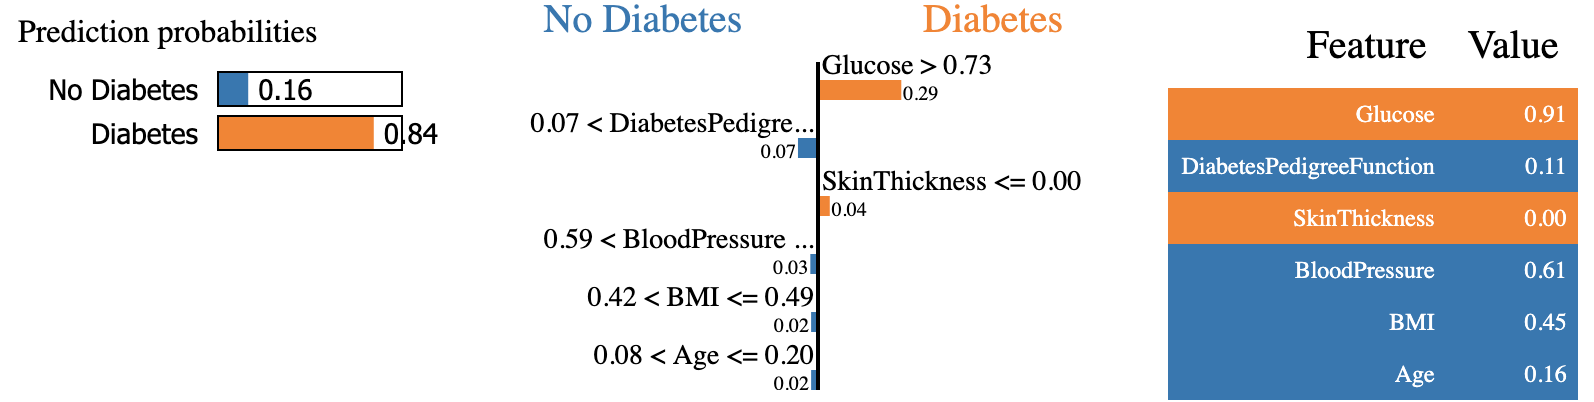 Prediction probabilities
No Diabetes 0.16
Diabetes 0.84
No Diabetes Diabetes
Glucose > 0.73
0.29
0.07 < DiabetesPedigre...
0.07
SkinThickness <= 0.00
0.04
0.59 < BloodPressure ...
0.03
0.42 < BMI <= 0.49
0.02
0.08 < Age <= 0.20
0.02
Feature Value
Glucose 0.91
DiabetesPedigreeFunction 0.11
SkinThickness 0.00
BloodPressure 0.61
BMI 0.45
Age 0.16